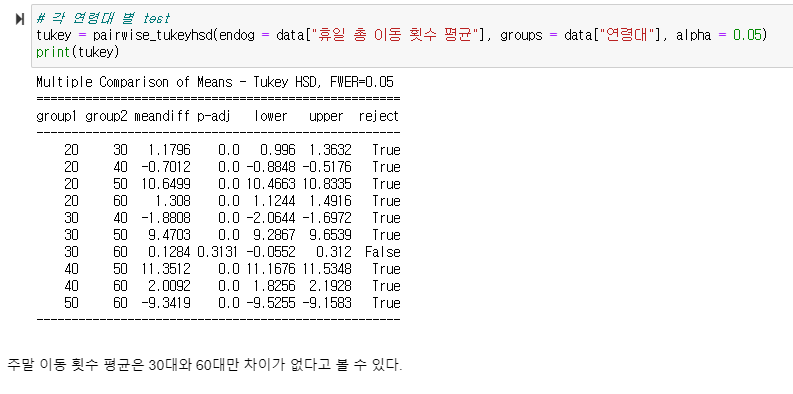 # 각 연령대 별 test
tukey = pairwise_tukeyhsd(endog = data["휴일 총 이동 횟수 평균"], groups = data["연령대"], alpha = 0.05)
print(tukey)
Multiple Comparison of Means - Tukey HSD, FWER=0.05
====================================================
group1 group2 meandiff p-adj lower upper reject
----------------------------------------------------
20 30 1.1796 0.0 0.996 1.3632 True
20 40 -0.7012 0.0 -0.8848 -0.5176 True
20 50 10.6499 0.0 10.4663 10.8335 True
20 60 1.308 0.0 1.1244 1.4916 True
30 40 -1.8808 0.0 -2.0644 -1.6972 True
30 50 9.4703 0.0 9.2867 9.6539 True
30 60 0.1284 0.3131 -0.0552 0.312 False
40 50 11.3512 0.0 11.1676 11.5348 True
40 60 2.0092 0.0 1.8256 2.1928 True
50 60 -9.3419 0.0 -9.5255 -9.1583 True
----------------------------------------------------
주말 이동 횟수 평균은 30대와 60대만 차이가 없다고 볼 수 있다.